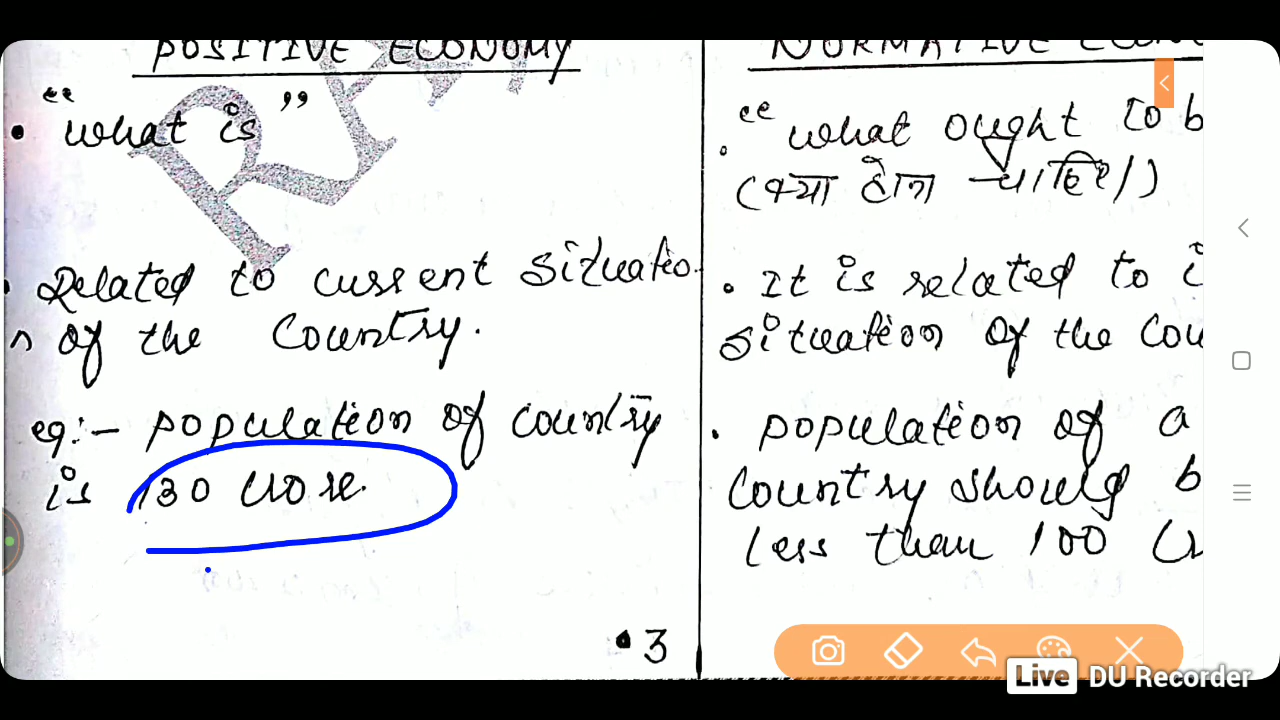 POSITIVE ECONOMY
• "What is"
Related to current situatio
n of the Country.
eg:- Population of country
is 130 crore.
• 3
NORMATIVE
"What ought to b
(क्या होना चाहिए।)
• It is related to i
situation of the Cou
• Population of a
Country should b
less than 100 Cr
Live DU Recorder